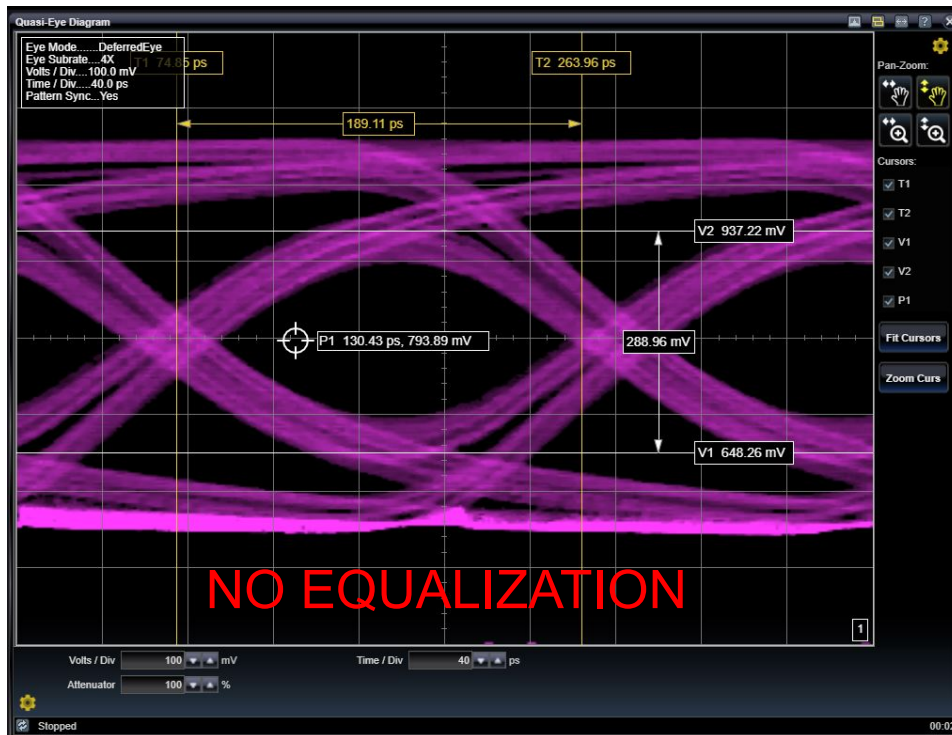 Quasi-Eye Diagram
Eye Mode.......DeferredEye
Eye Subrate....4X
Volts / Div....100.0 mV
Time / Div....40.0 ps
Pattern Sync...Yes
T1 74.85 ps
T2 263.96 ps
189.11 ps
V2 937.22 mV
P1 130.43 ps, 793.89 mV
288.96 mV
V1 648.26 mV
NO EQUALIZATION
1
Pan-Zoom:
Cursors:
T1
T2
V1
V2
P1
Fit Cursors
Zoom Curs
Volts / Div 100 mV
Time / Div 40 ps
Attenuator 100 %
Stopped